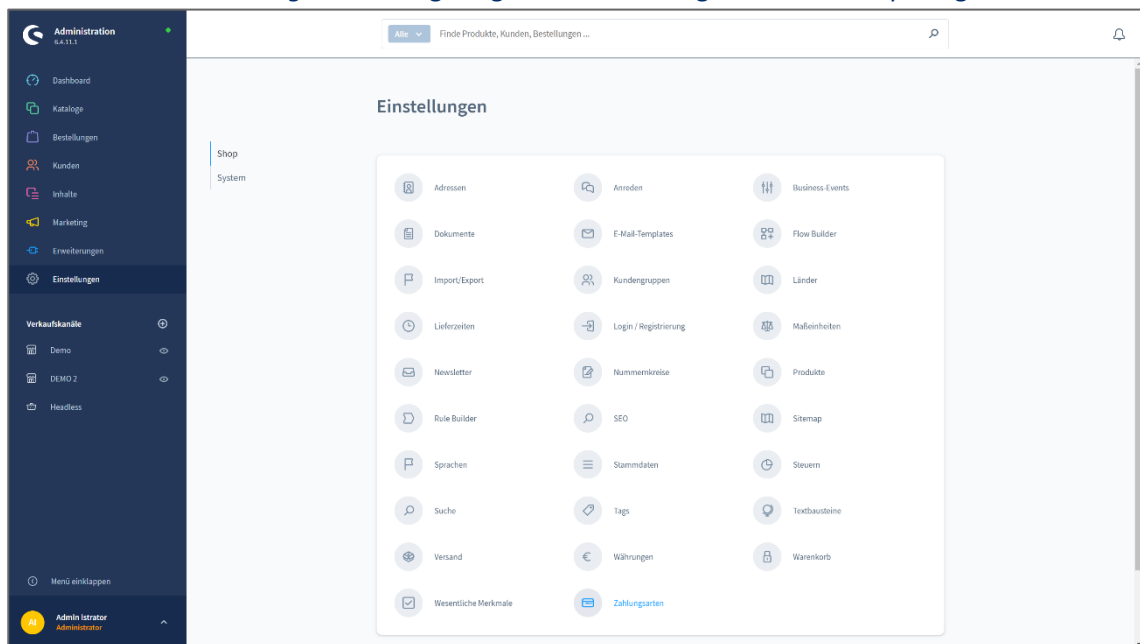 Administration
6.4.11.1
Alle
Finde Produkte, Kunden, Bestellungen ...
Dashboard
Kataloge
Bestellungen
Kunden
Inhalte
Marketing
Erweiterungen
Einstellungen
Verkaufskanäle
Demo
DEMO 2
Headless
Menü einklappen
AI
Admin istrator
Administrator
Einstellungen
Shop
System
Adressen
Anreden
Business-Events
Dokumente
E-Mail-Templates
Flow Builder
Import/Export
Kundengruppen
Länder
Lieferzeiten
Login / Registrierung
Maßeinheiten
Newsletter
Nummernkreise
Produkte
Rule Builder
SEO
Sitemap
Sprachen
Stammdaten
Steuern
Suche
Tags
Textbausteine
Versand
Währungen
Warenkorb
Wesentliche Merkmale
Zahlungsarten